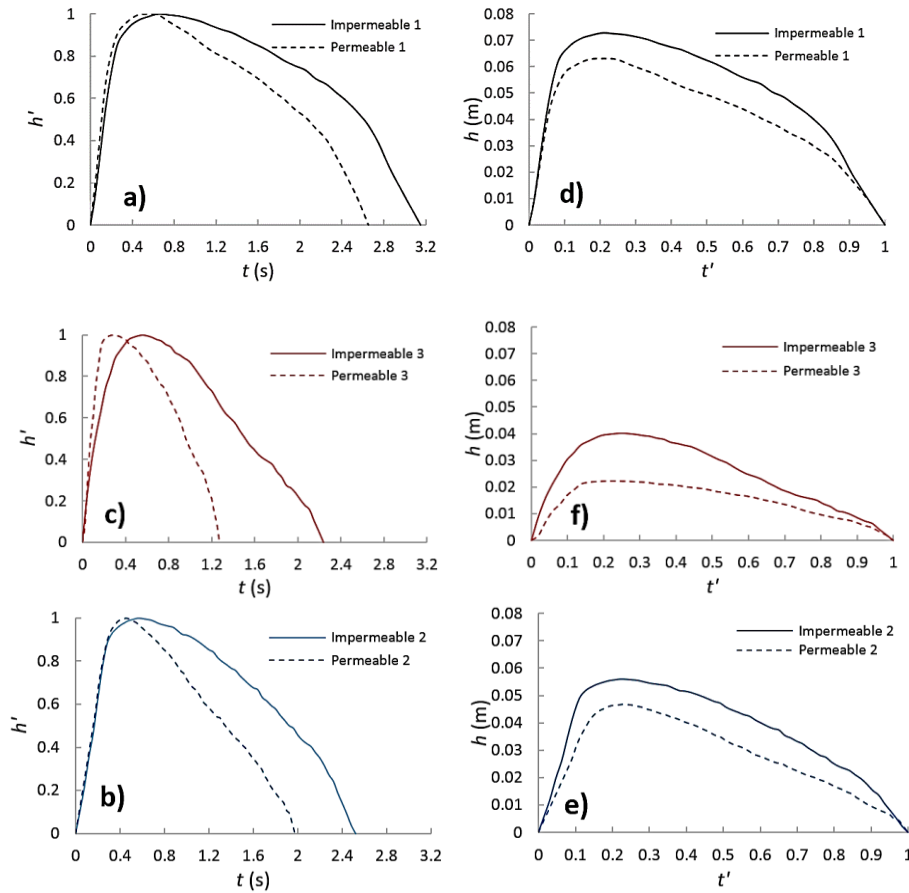 Impermeable 1
Permeable 1
1
0.8
0.6
0.4
0.2
0
h'
a)
0 0.4 0.8 1.2 1.6 2 2.4 2.8 3.2
t (s)
Impermeable 1
Permeable 1
0.08
0.07
0.06
0.05
0.04
0.03
0.02
0.01
0
h (m)
d)
0 0.1 0.2 0.3 0.4 0.5 0.6 0.7 0.8 0.9 1
t'
Impermeable 3
Permeable 3
1
0.8
0.6
0.4
0.2
0
h'
c)
0 0.4 0.8 1.2 1.6 2 2.4 2.8 3.2
t (s)
Impermeable 3
Permeable 3
0.08
0.07
0.06
0.05
0.04
0.03
0.02
0.01
0
h (m)
f)
0 0.1 0.2 0.3 0.4 0.5 0.6 0.7 0.8 0.9 1
t'
Impermeable 2
Permeable 2
1
0.8
0.6
0.4
0.2
0
h'
b)
0 0.4 0.8 1.2 1.6 2 2.4 2.8 3.2
t (s)
Impermeable 2
Permeable 2
0.08
0.07
0.06
0.05
0.04
0.03
0.02
0.01
0
h (m)
e)
0 0.1 0.2 0.3 0.4 0.5 0.6 0.7 0.8 0.9 1
t'